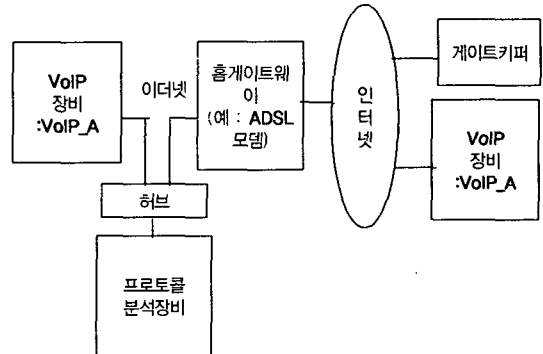 VoIP
장비
:VoIP_A
이더넷
홈게이트웨
이
(예 : ADSL
모뎀)
인
터
넷
게이트키퍼
VoIP
장비
:VoIP_A
허브
프로토콜
분석장비